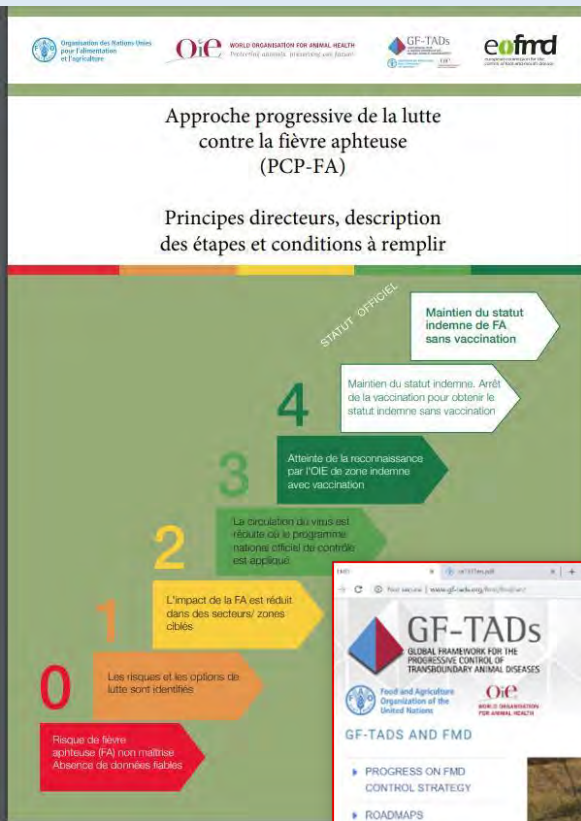 Organisation des Nations Unies
pour l'alimentation
et l'agriculture
OiE
WORLD ORGANISATION FOR ANIMAL HEALTH
Protecting animals, preserving our future
GF-TADs
eofmd
Approche progressive de la lutte
contre la fièvre aphteuse
(PCP-FA)
Principes directeurs, description
des étapes et conditions à remplir
STATUT OFFICIEL
Maintien du statut
indemne de FA
sans vaccination
Maintien du statut indemne. Arrêt
de la vaccination pour obtenir le
statut indemne sans vaccination
4
Atteinte de la reconnaissance
par l'OIE de zone indemne
avec vaccination
3
La circulation du virus est
réduite où le programme
national officiel de contrôle
est appliqué
2
L'impact de la FA est réduit
dans des secteurs/ zones
ciblés
1
Les risques et les options de
lutte sont identifiés
0
Risque de fièvre
aphteuse (FA) non maîtrisé
Absence de données fiables
Not secure
GF-TADs
GLOBAL FRAMEWORK FOR THE
PROGRESSIVE CONTROL OF
TRANSBOUNDARY ANIMAL DISEASES
Food and Agriculture
Organization of the
United Nations
OiE
WORLD ORGANISATION
FOR ANIMAL HEALTH
GF-TADS AND FMD
PROGRESS ON FMD
CONTROL STRATEGY
ROADMAPS